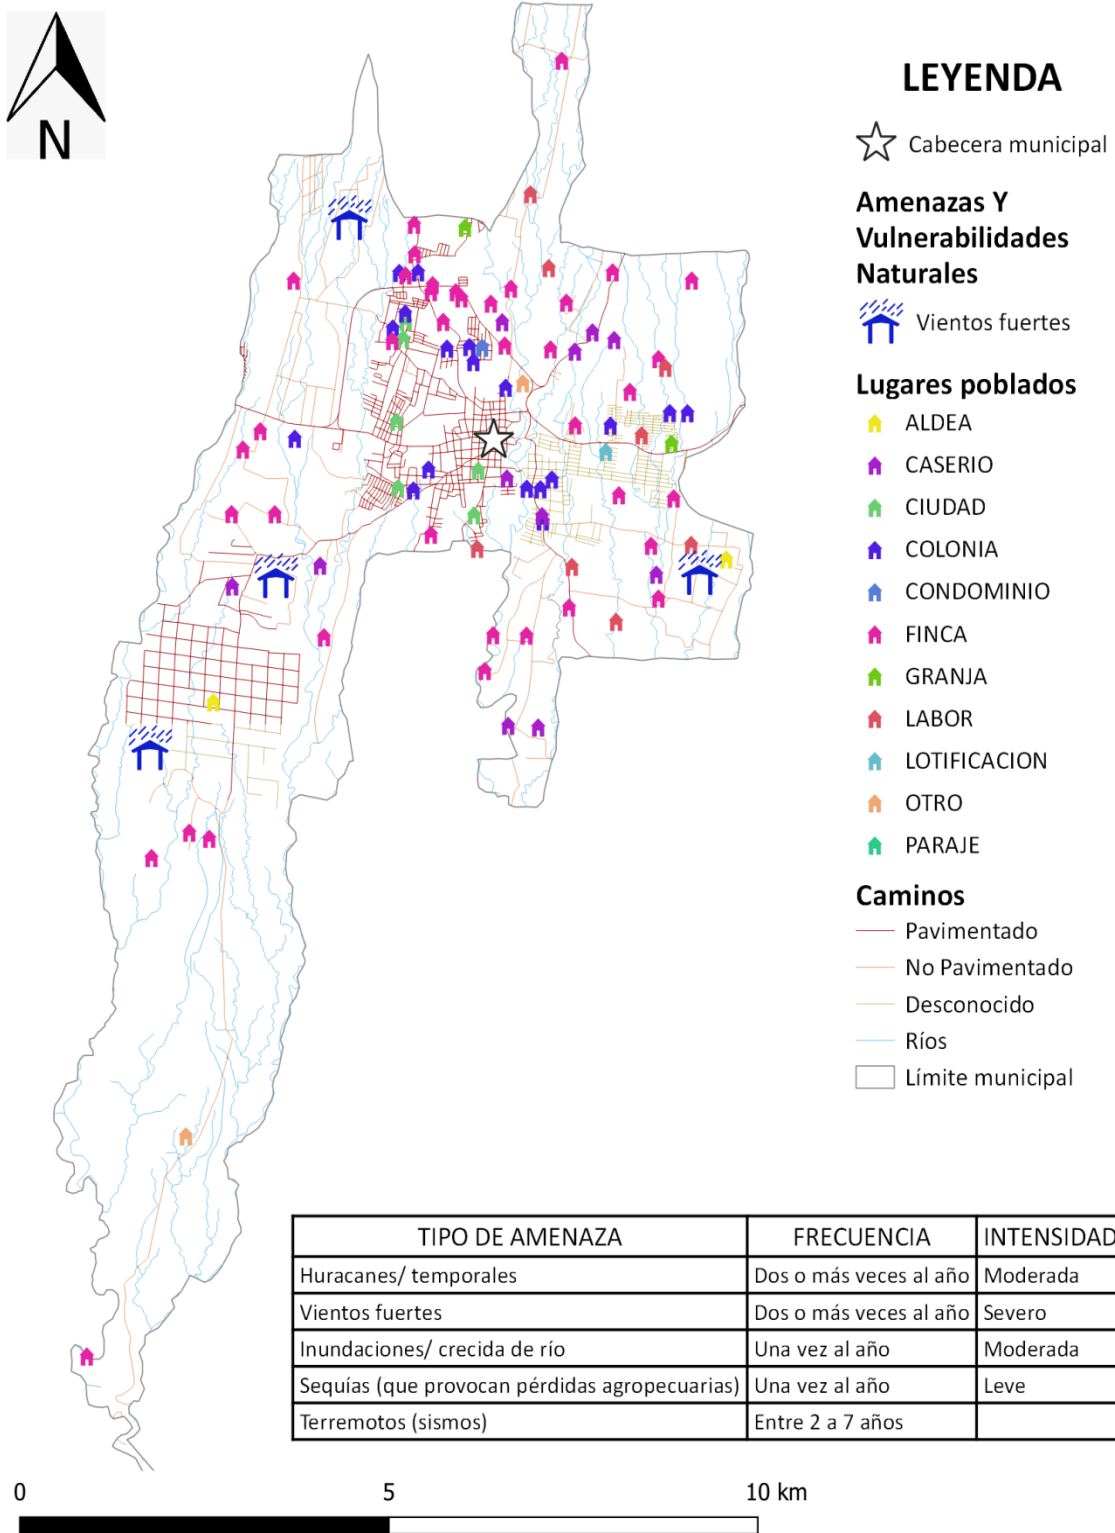 N
LEYENDA
Cabecera municipal
Amenazas Y
Vulnerabilidades
Naturales
Vientos fuertes
Lugares poblados
ALDEA
CASERIO
CIUDAD
COLONIA
CONDOMINIO
FINCA
GRANJA
LABOR
LOTIFICACION
OTRO
PARAJE
Caminos
Pavimentado
No Pavimentado
Desconocido
Ríos
Límite municipal
TIPO DE AMENAZA FRECUENCIA INTENSIDAD
Huracanes/ temporales Dos o más veces al año Moderada
Vientos fuertes Dos o más veces al año Severo
Inundaciones/ crecida de río Una vez al año Moderada
Sequías (que provocan pérdidas agropecuarias) Una vez al año Leve
Terremotos (sismos) Entre 2 a 7 años
0 5 10 km